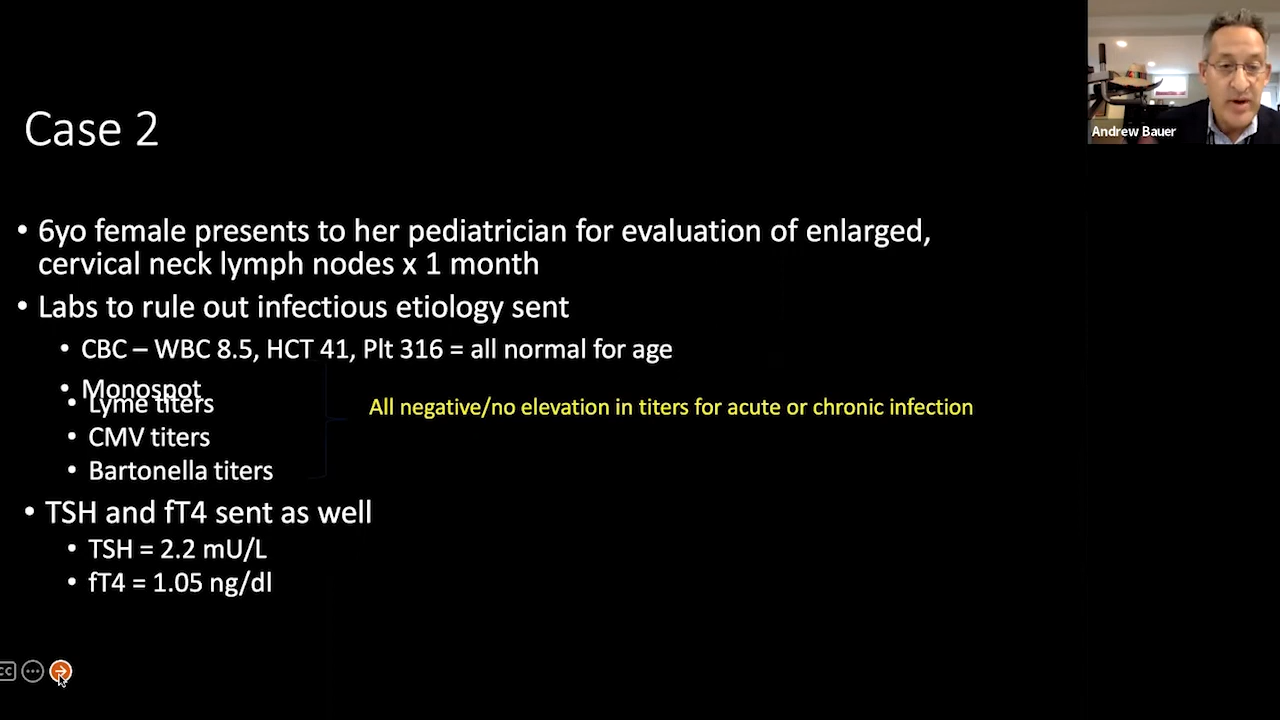 Andrew Bauer
Case 2
• 6yo female presents to her pediatrician for evaluation of enlarged,
cervical neck lymph nodes x 1 month
• Labs to rule out infectious etiology sent
• CBC – WBC 8.5, HCT 41, Plt 316 = all normal for age
• Monospot
• Lyme titers
All negative/no elevation in titers for acute or chronic infection
• CMV titers
• Bartonella titers
• TSH and fT4 sent as well
• TSH = 2.2 mU/L
• fT4 = 1.05 ng/dl
CC